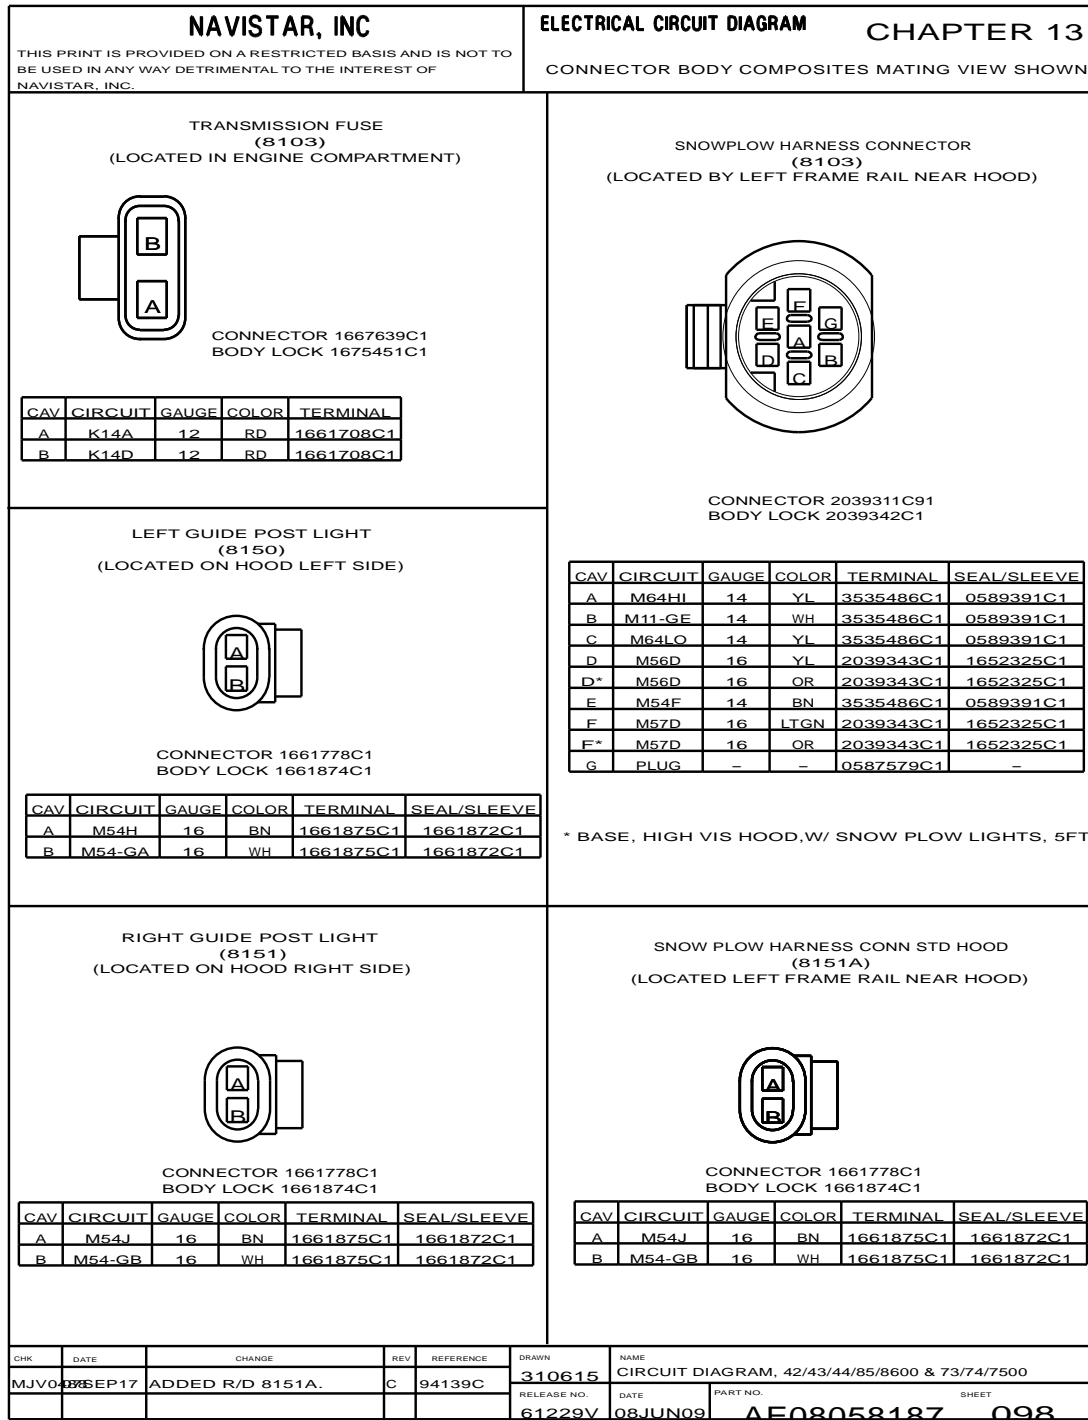 NAVISTAR, INC
THIS PRINT IS PROVIDED ON A RESTRICTED BASIS AND IS NOT TO
BE USED IN ANY WAY DETRIMENTAL TO THE INTEREST OF
NAVISTAR, INC.
ELECTRICAL CIRCUIT DIAGRAM CHAPTER 13
CONNECTOR BODY COMPOSITES MATING VIEW SHOWN
TRANSMISSION FUSE
(8103)
(LOCATED IN ENGINE COMPARTMENT)
B
A
CONNECTOR 1667639C1
BODY LOCK 1675451C1
CAV CIRCUIT GAUGE COLOR TERMINAL
A K14A 12 RD 1661708C1
B K14D 12 RD 1661708C1
LEFT GUIDE POST LIGHT
(8150)
(LOCATED ON HOOD LEFT SIDE)
A
B
CONNECTOR 1661778C1
BODY LOCK 1661874C1
CAV CIRCUIT GAUGE COLOR TERMINAL SEAL/SLEEVE
A M54H 16 BN 1661875C1 1661872C1
B M54-GA 16 WH 1661875C1 1661872C1
RIGHT GUIDE POST LIGHT
(8151)
(LOCATED ON HOOD RIGHT SIDE)
A
B
CONNECTOR 1661778C1
BODY LOCK 1661874C1
CAV CIRCUIT GAUGE COLOR TERMINAL SEAL/SLEEVE
A M54J 16 BN 1661875C1 1661872C1
B M54-GB 16 WH 1661875C1 1661872C1
SNOWPLOW HARNESS CONNECTOR
(8103)
(LOCATED BY LEFT FRAME RAIL NEAR HOOD)
F
E G
A
D B
C
CONNECTOR 2039311C91
BODY LOCK 2039342C1
CAV CIRCUIT GAUGE COLOR TERMINAL SEAL/SLEEVE
A M64HI 14 YL 3535486C1 0589391C1
B M11-GE 14 WH 3535486C1 0589391C1
C M64LO 14 YL 3535486C1 0589391C1
D M56D 16 YL 2039343C1 1652325C1
D* M56D 16 OR 2039343C1 1652325C1
E M54F 14 BN 3535486C1 0589391C1
F M57D 16 LTGN 2039343C1 1652325C1
F* M57D 16 OR 2039343C1 1652325C1
G PLUG – – 0587579C1 –
* BASE, HIGH VIS HOOD,W/ SNOW PLOW LIGHTS, 5FT
SNOW PLOW HARNESS CONN STD HOOD
(8151A)
(LOCATED LEFT FRAME RAIL NEAR HOOD)
A
B
CONNECTOR 1661778C1
BODY LOCK 1661874C1
CAV CIRCUIT GAUGE COLOR TERMINAL SEAL/SLEEVE
A M54J 16 BN 1661875C1 1661872C1
B M54-GB 16 WH 1661875C1 1661872C1
CHK DATE CHANGE REV REFERENCE
ADDED R/D 8151A. C 94139C
DRAWN NAME
310615 CIRCUIT DIAGRAM, 42/43/44/85/8600 & 73/74/7500
RELEASE NO. DATE PART NO. SHEET
61229V 08JUN09 AE08058187 098